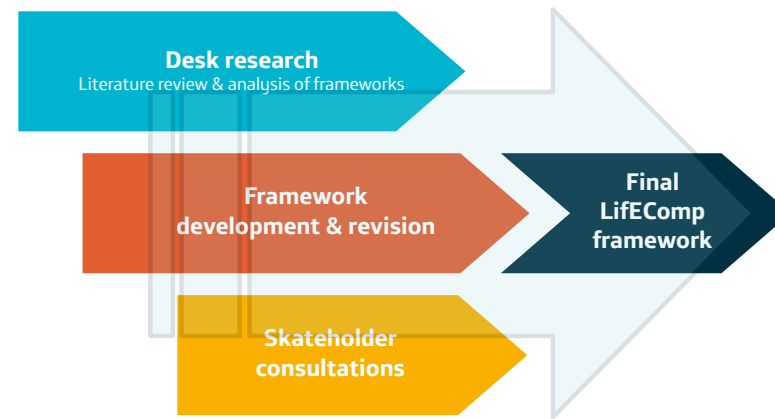 Desk research
Literature review & analysis of frameworks
Framework
development & revision
Final
LifEComp
framework
Skateholder
consultations